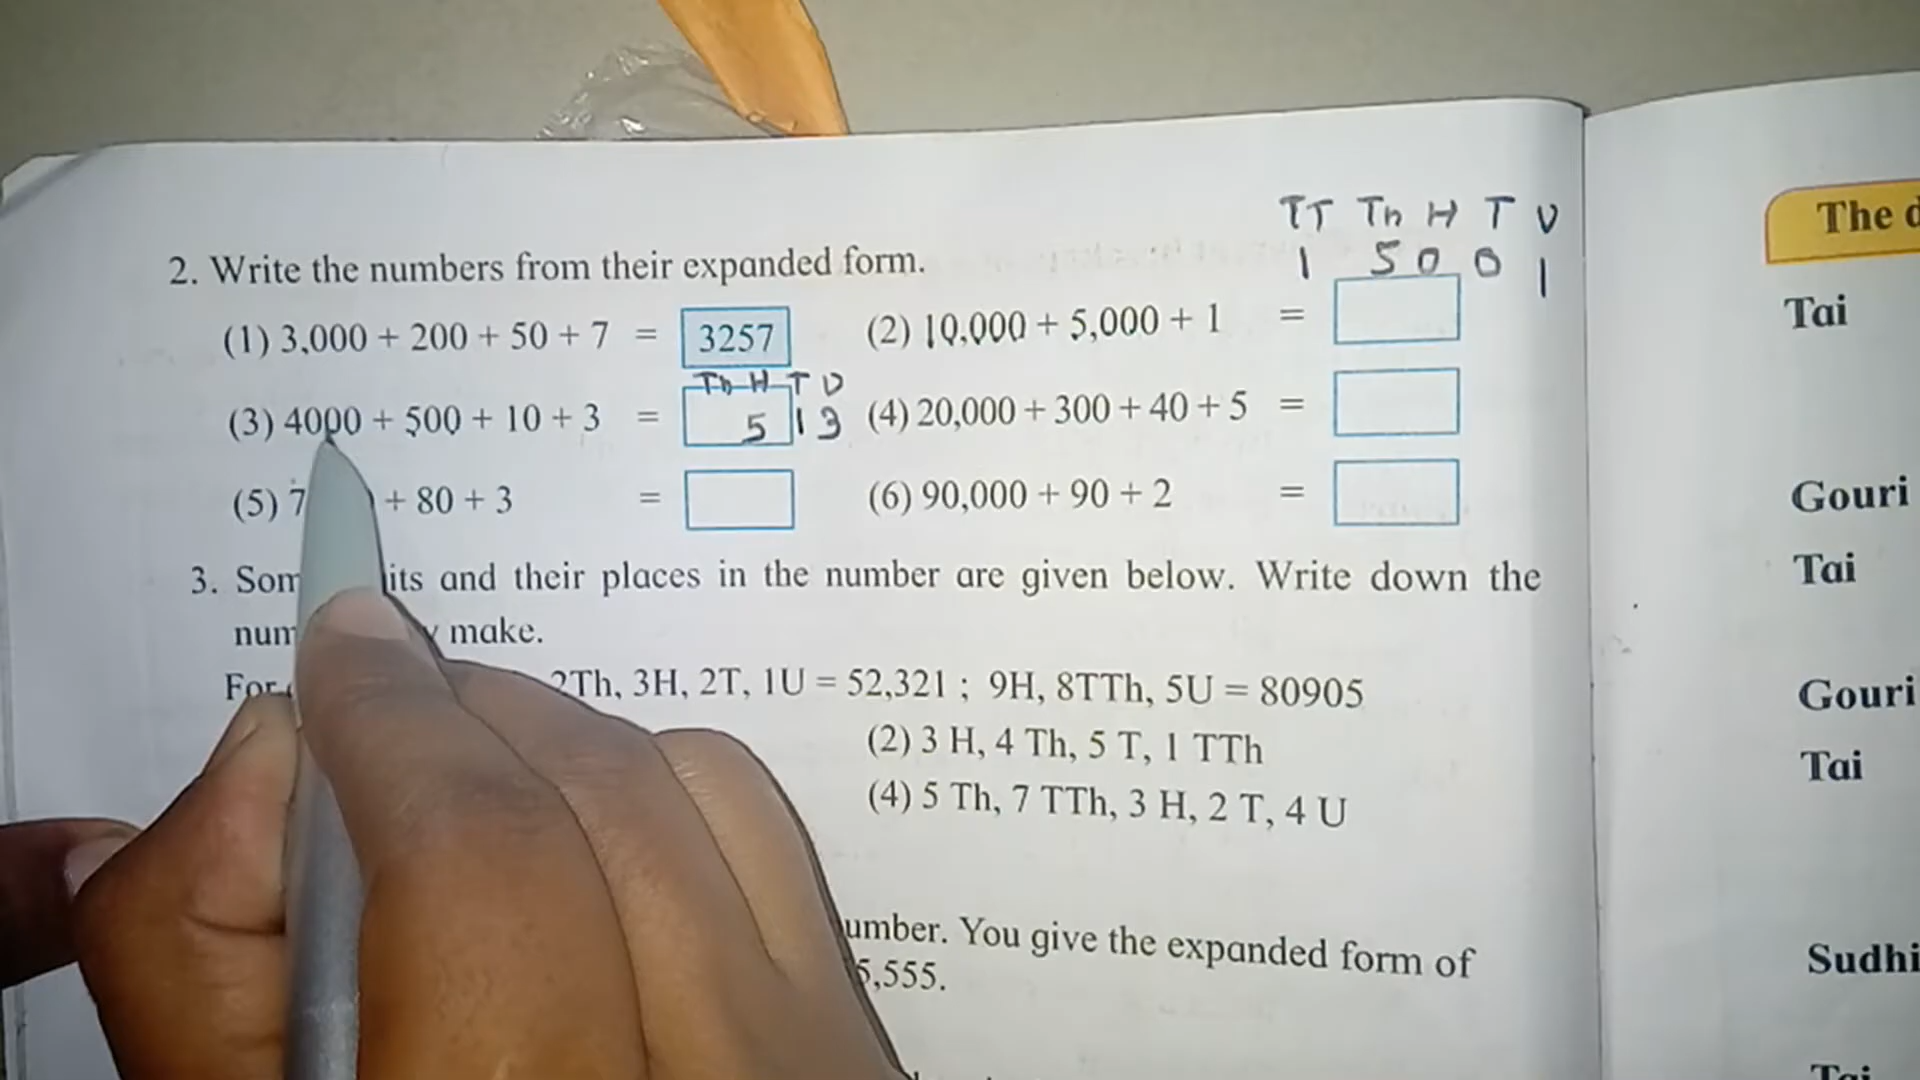 TT Th H T U
1 5 0 0 1
2. Write the numbers from their expanded form.
(1) 3,000 + 200 + 50 + 7 = 3257 (2) 10,000 + 5,000 + 1 =
Th H T U
(3) 4000 + 500 + 10 + 3 = 5 1 3 (4) 20,000 + 300 + 40 + 5 =
(5) 7 + 80 + 3 = (6) 90,000 + 90 + 2 =
3. and their places in the number are given below. Write down the
make.
For 2Th, 3H, 2T, 1U = 52,321 ; 9H, 8TTh, 5U = 80905
(2) 3 H, 4 Th, 5 T, 1 TTh
(4) 5 Th, 7 TTh, 3 H, 2 T, 4 U
umber. You give the expanded form of
5,555.
The d
Tai
Gouri
Tai
Gouri
Tai
Sudhi
Tai